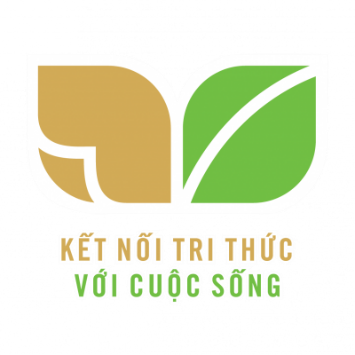 KẾT NỐI TRI THỨC
VỚI CUỘC SỐNG